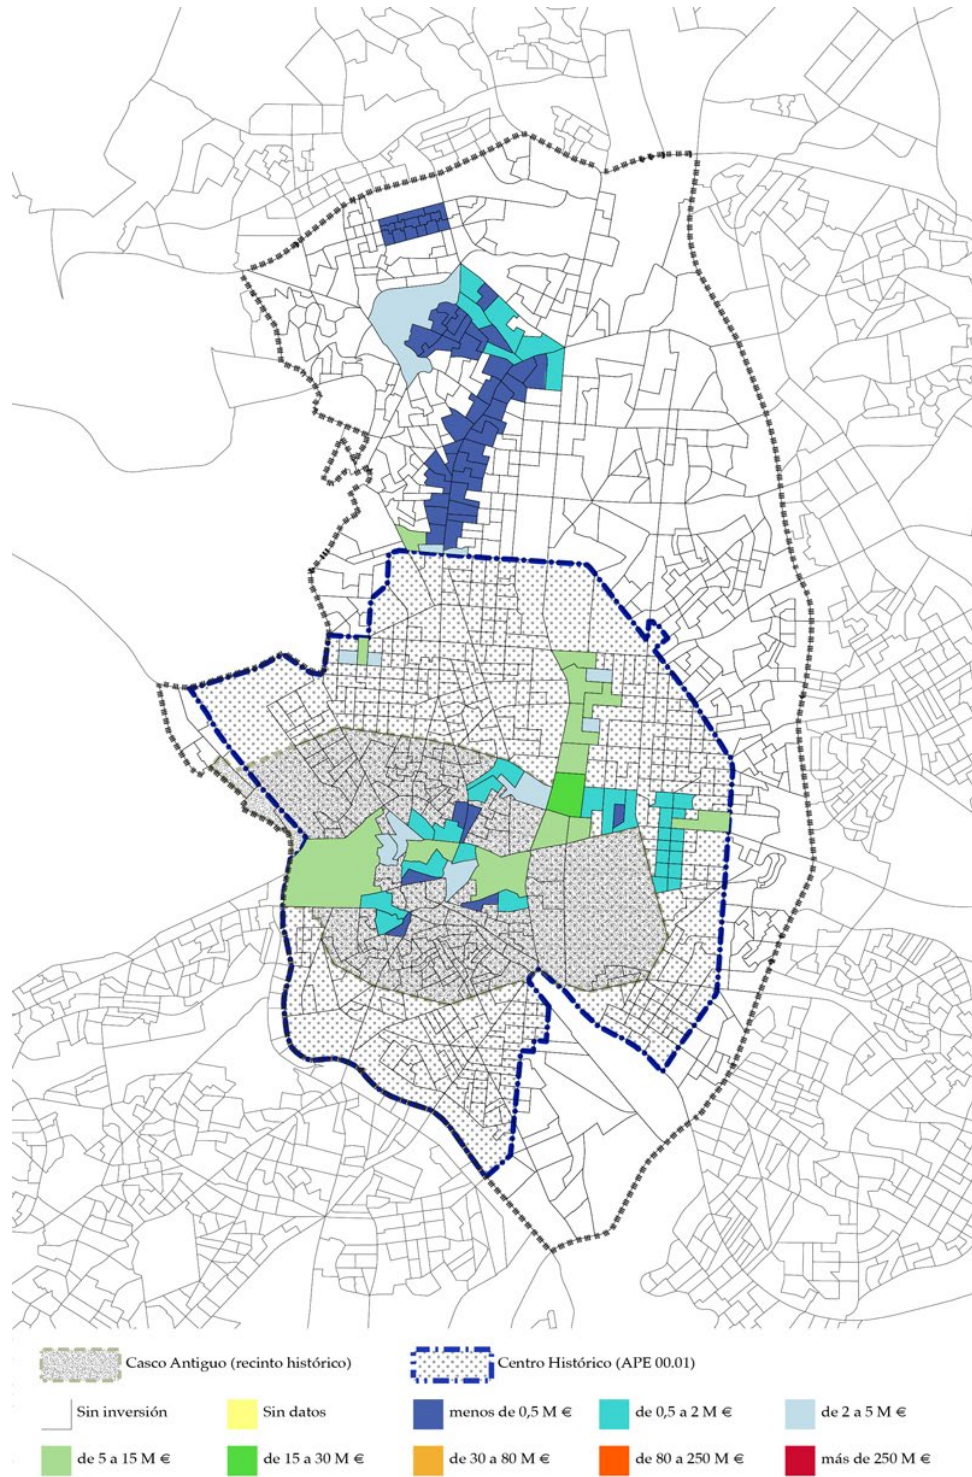 Casco Antiguo (recinto histórico)
Centro Histórico (APE 00.01)
Sin inversión
Sin datos
menos de 0,5 M €
de 0,5 a 2 M €
de 2 a 5 M €
de 5 a 15 M €
de 15 a 30 M €
de 30 a 80 M €
de 80 a 250 M €
más de 250 M €